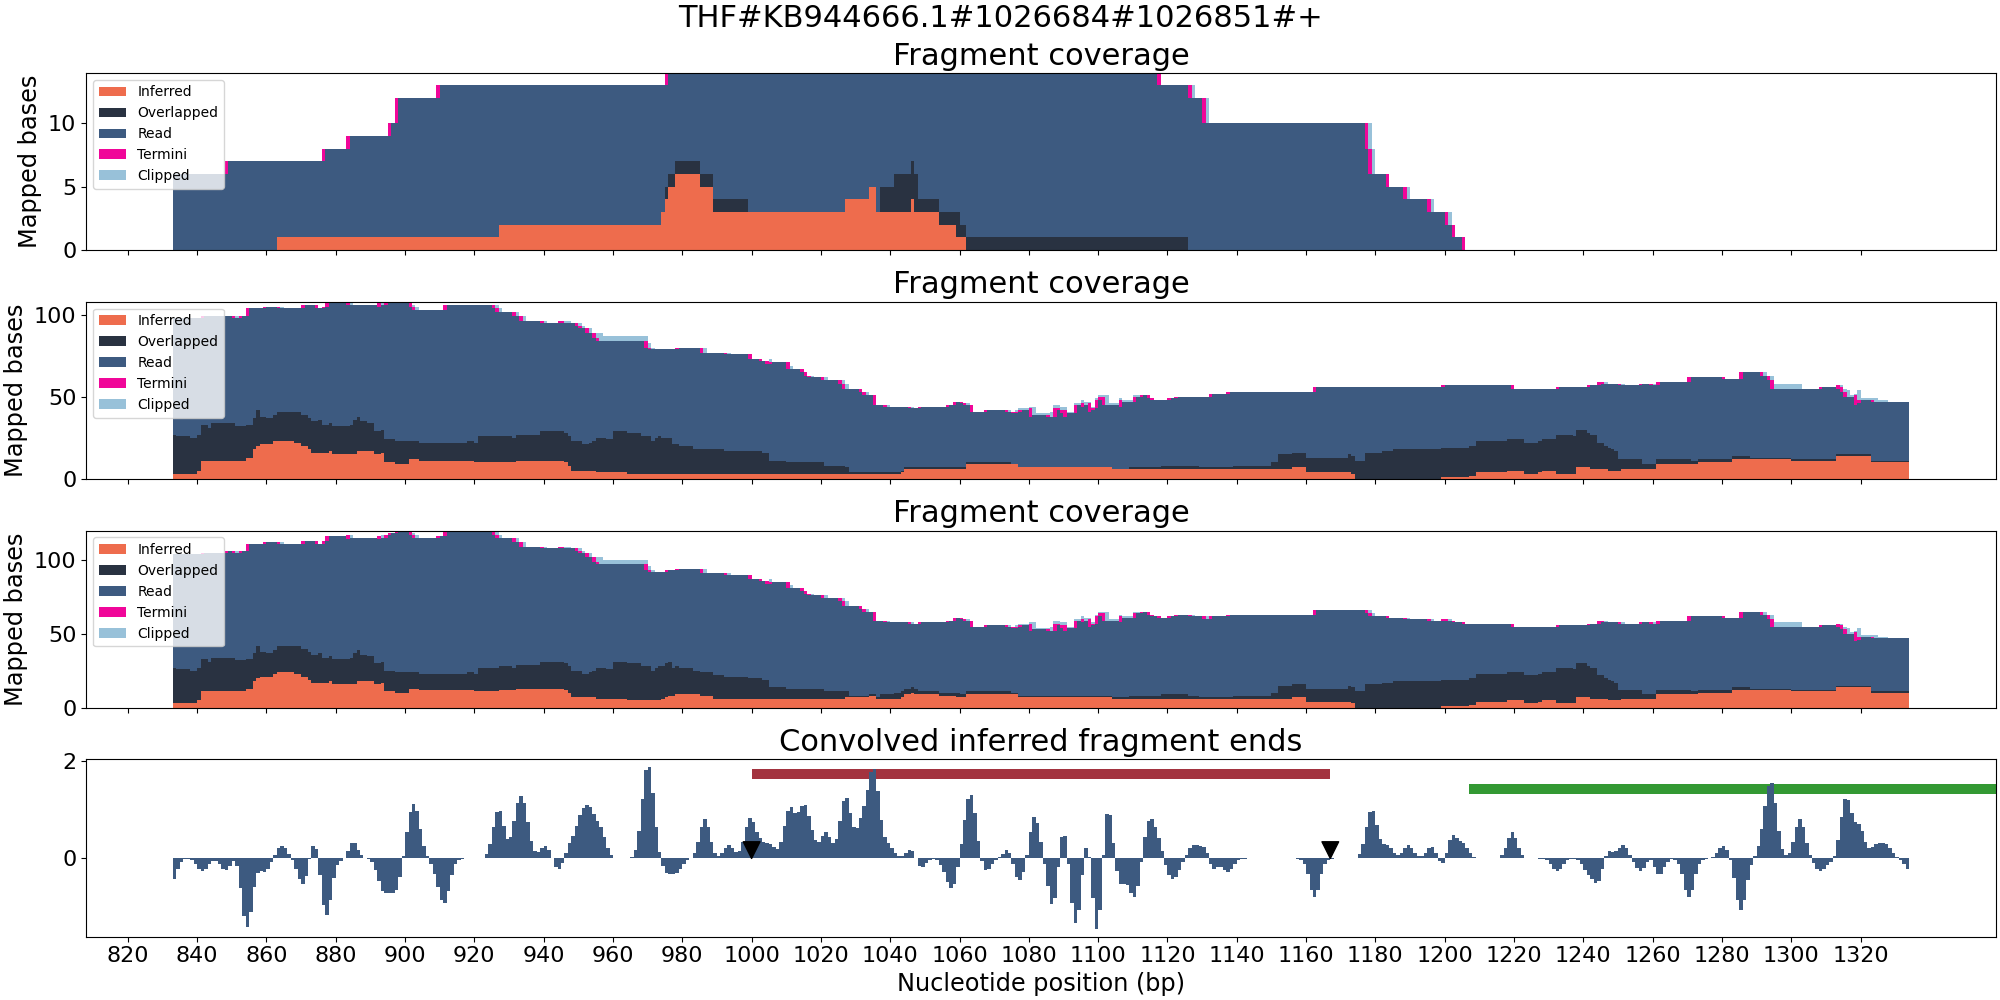 THF#KB944666.1#1026684#1026851#+
Fragment coverage
Mapped bases
10
5
0
Inferred
Overlapped
Read
Termini
Clipped
Fragment coverage
Mapped bases
100
50
0
Inferred
Overlapped
Read
Termini
Clipped
Fragment coverage
Mapped bases
100
50
0
Inferred
Overlapped
Read
Termini
Clipped
Convolved inferred fragment ends
2
0
820 840 860 880 900 920 940 960 980 1000 1020 1040 1060 1080 1100 1120 1140 1160 1180 1200 1220 1240 1260 1280 1300 1320
Nucleotide position (bp)